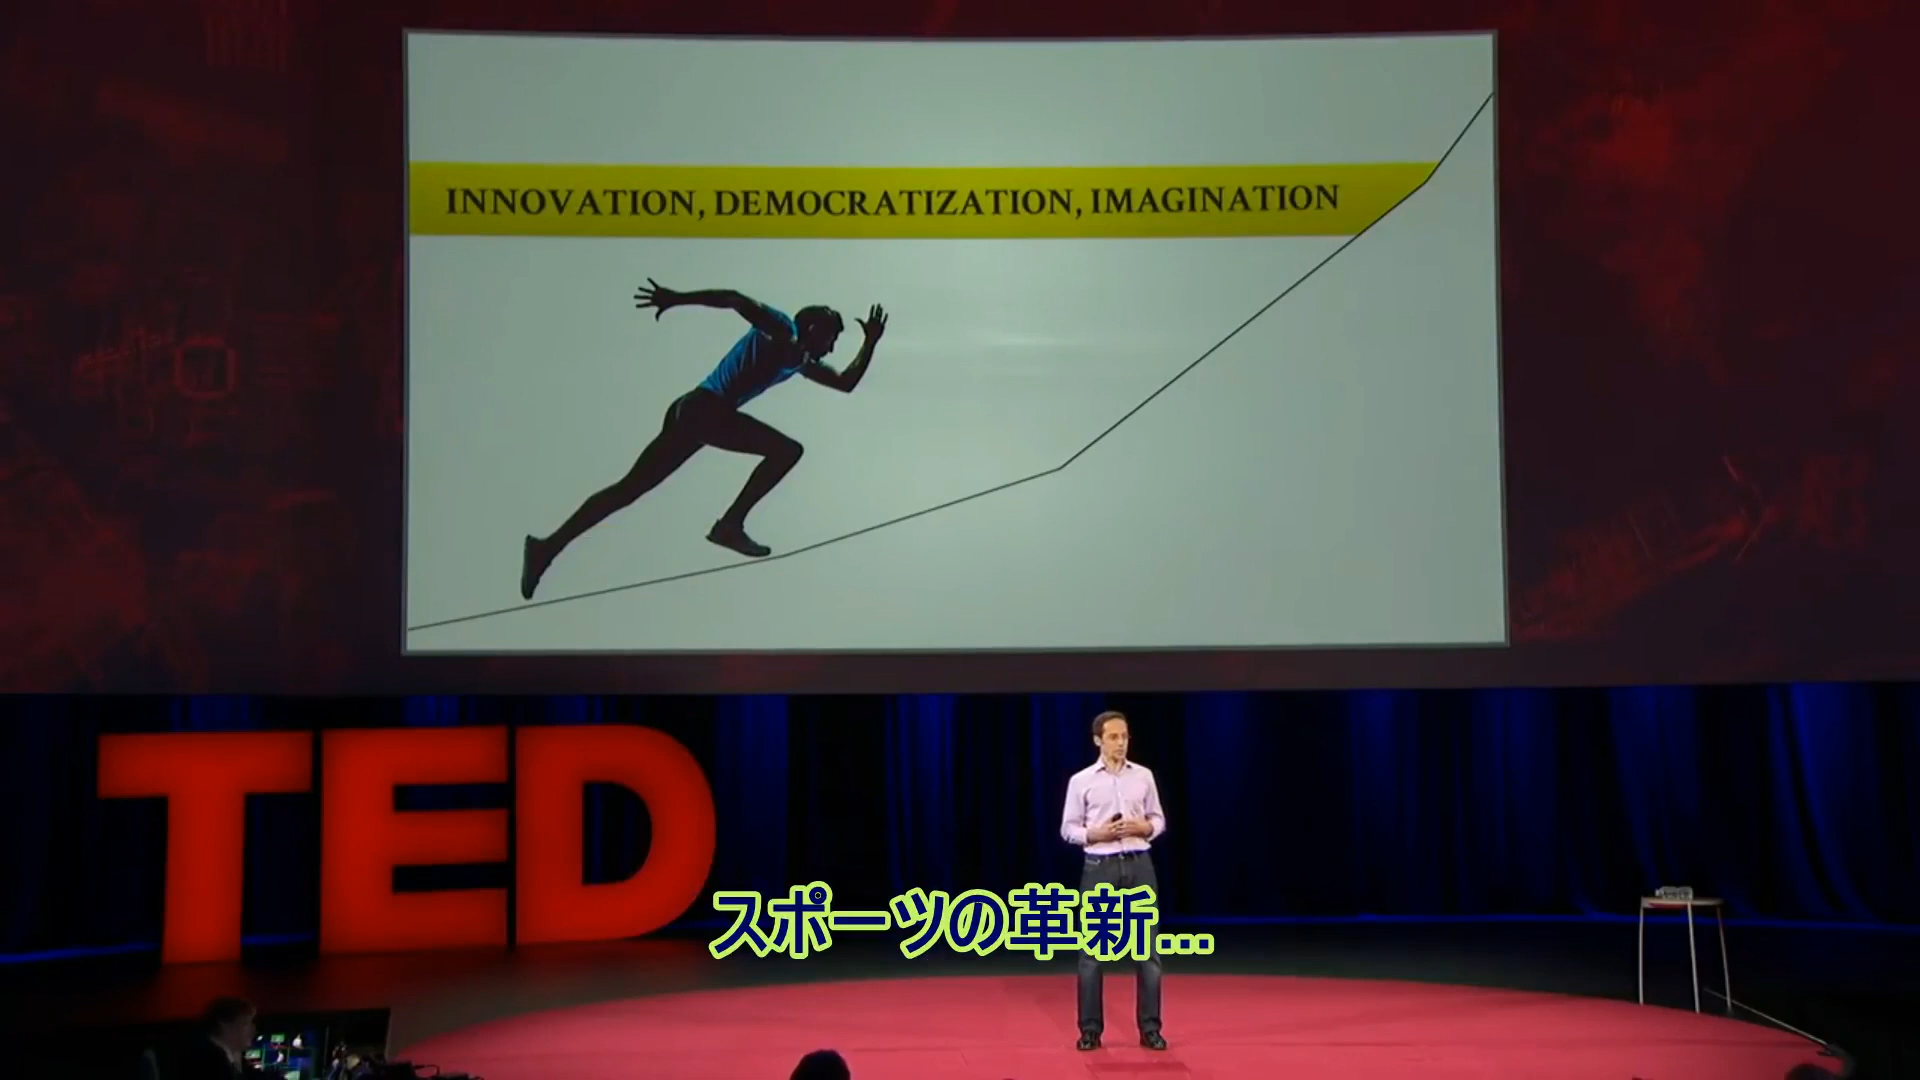 INNOVATION, DEMOCRATIZATION, IMAGINATION
TED
スポーツの革新...